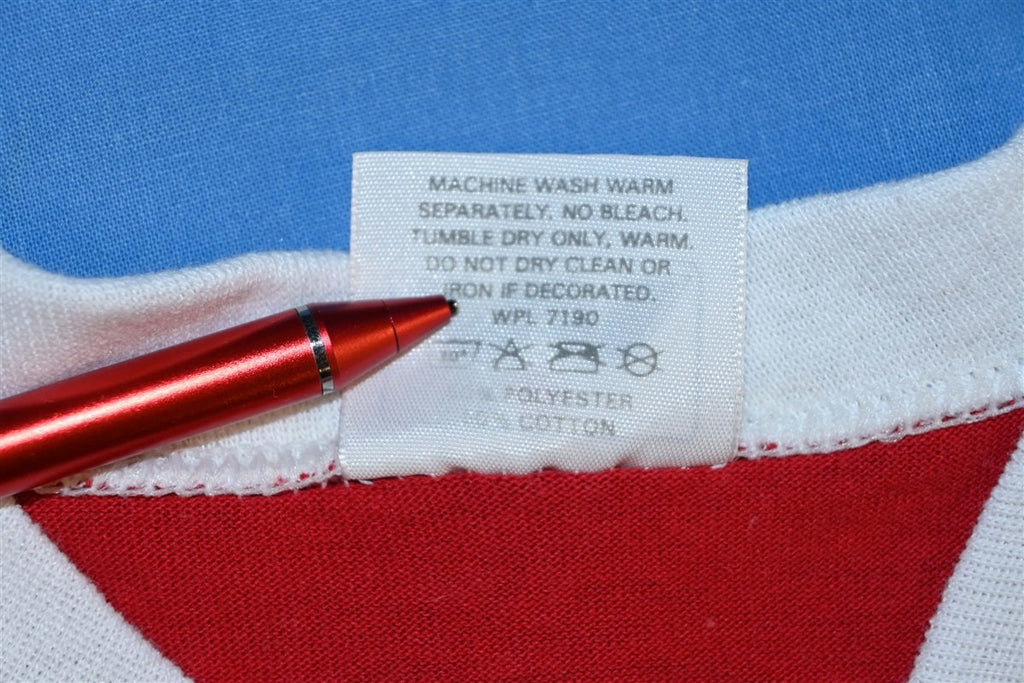 MACHINE WASH WARM
SEPARATELY. NO BLEACH.
TUMBLE DRY ONLY, WARM.
DO NOT DRY CLEAN OR
IRON IF DECORATED.
WPL 7190
POLYESTER
COTTON